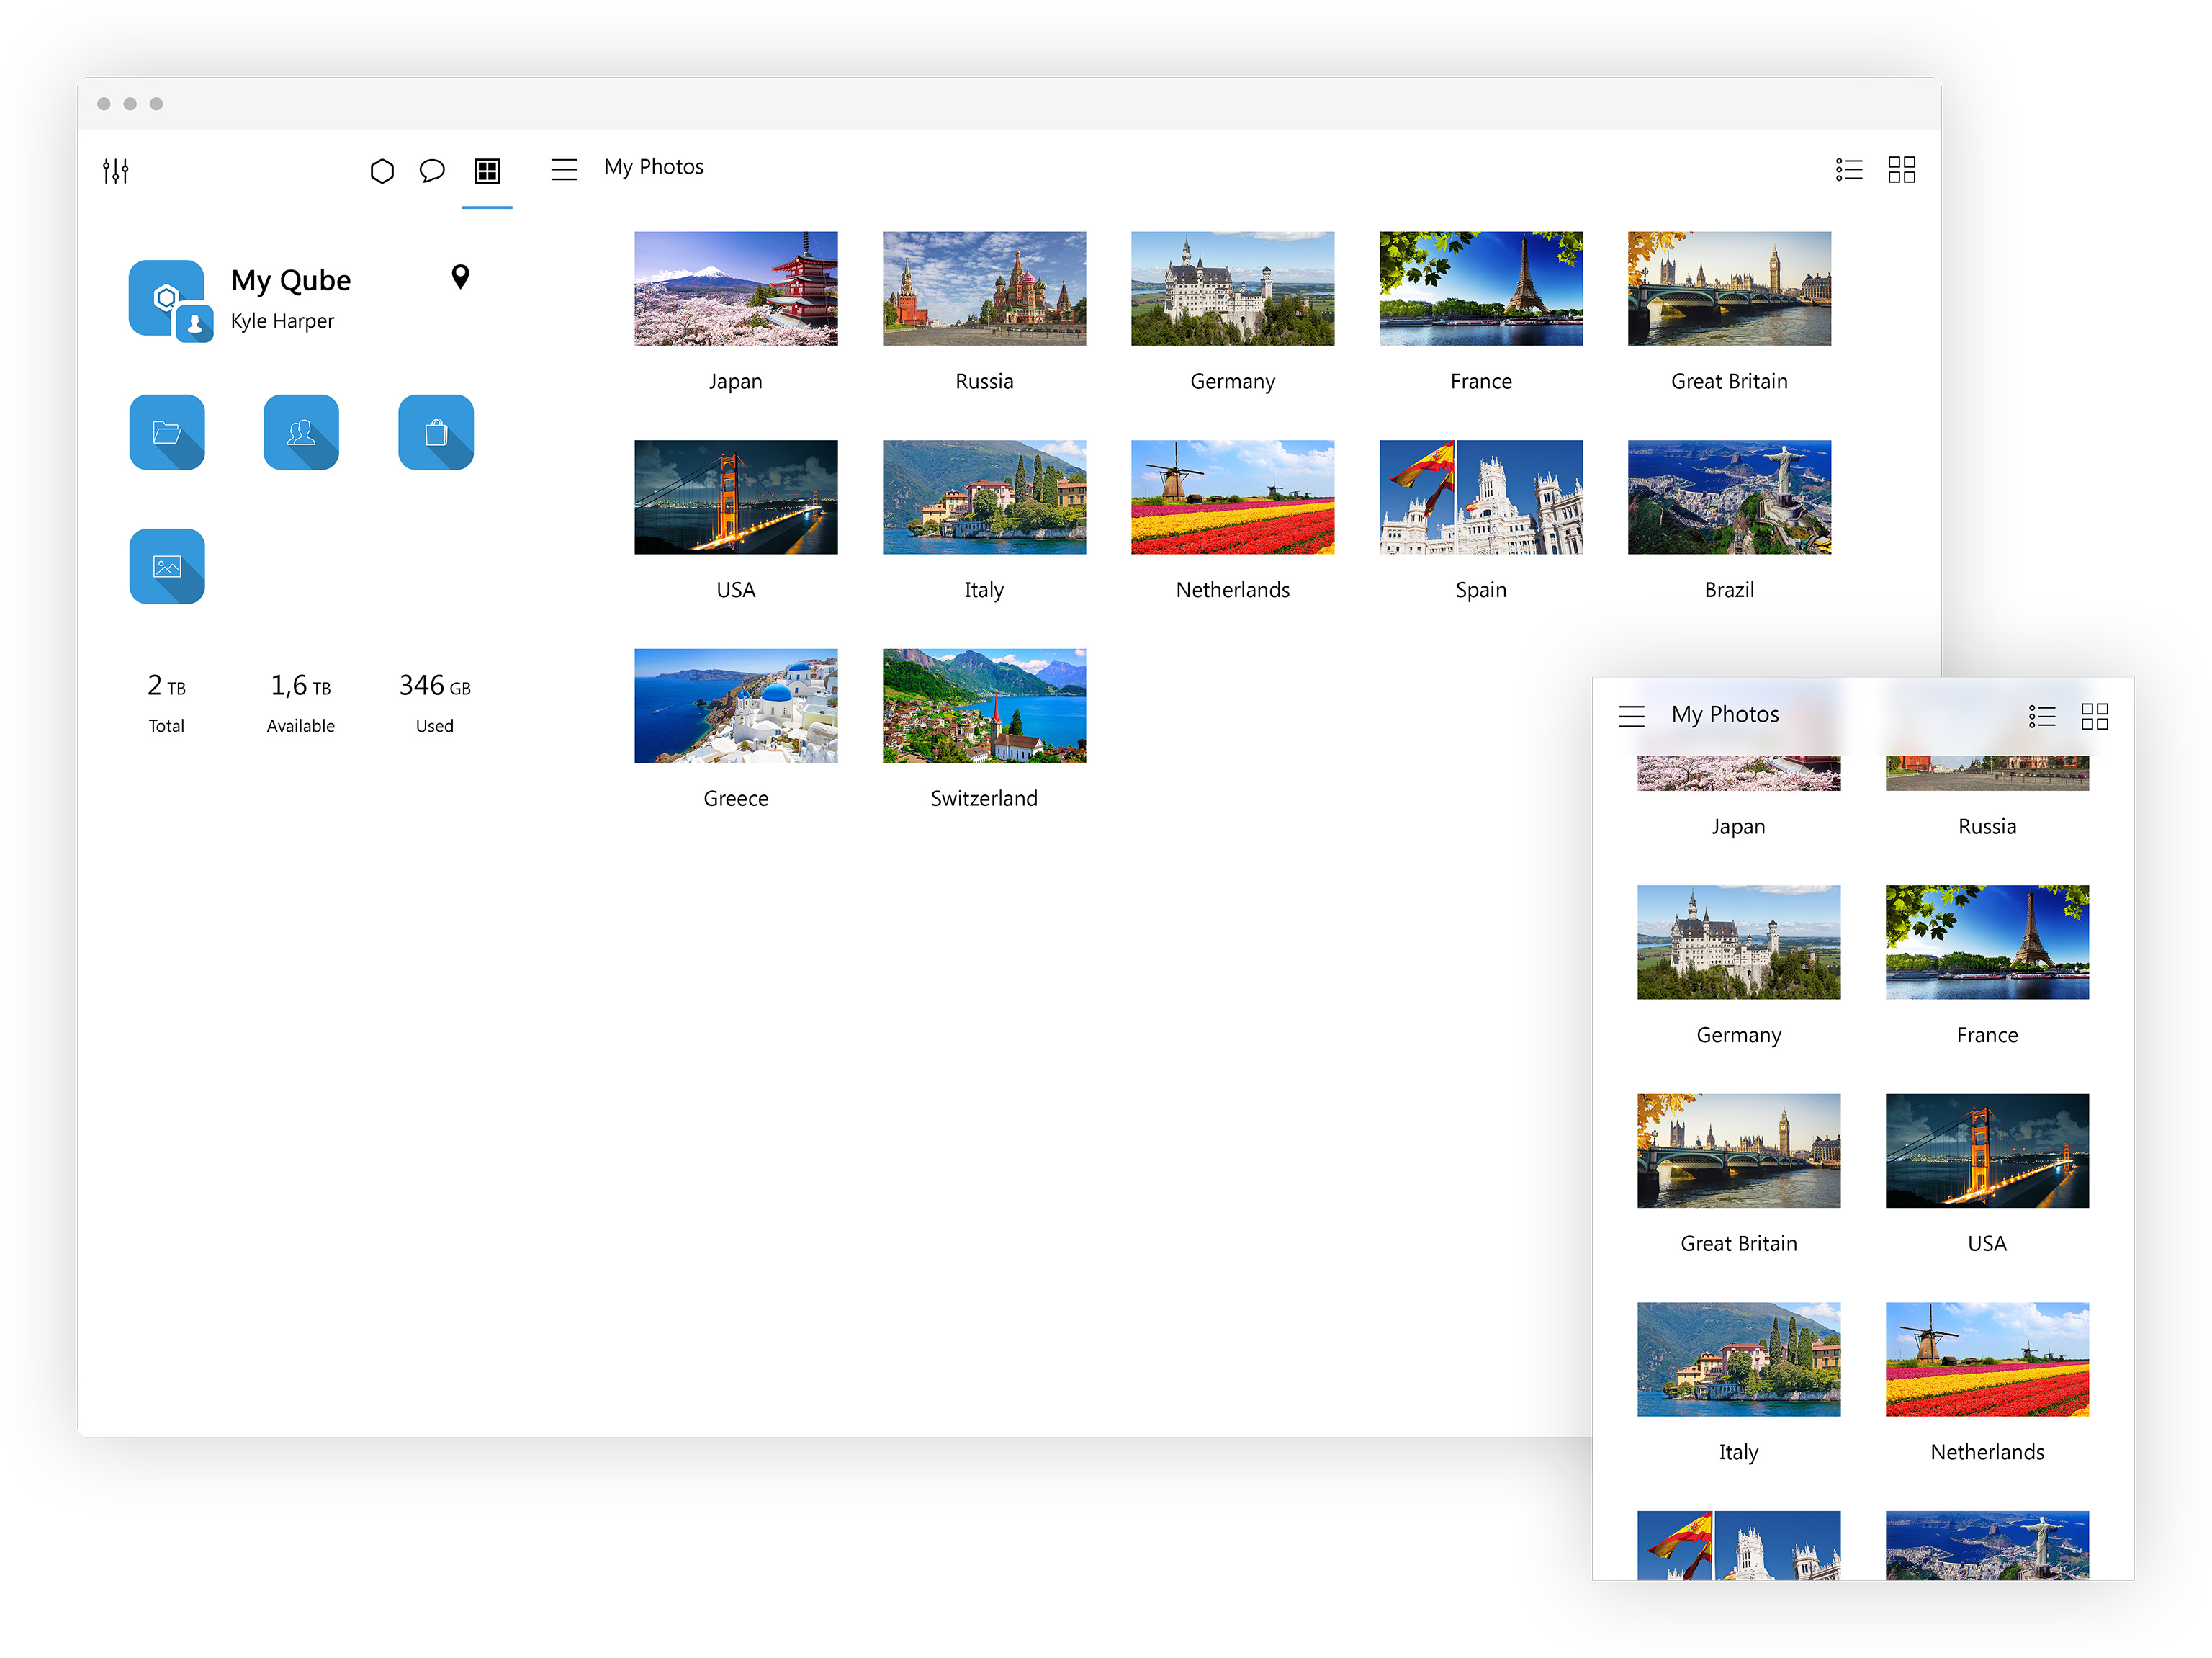 My Photos
My Qube
Kyle Harper
2 TB
Total
1,6 TB
Available
346 GB
Used
Japan
Russia
Germany
France
Great Britain
USA
Italy
Netherlands
Spain
Brazil
Greece
Switzerland
My Photos
Japan
Russia
Germany
France
Great Britain
USA
Italy
Netherlands